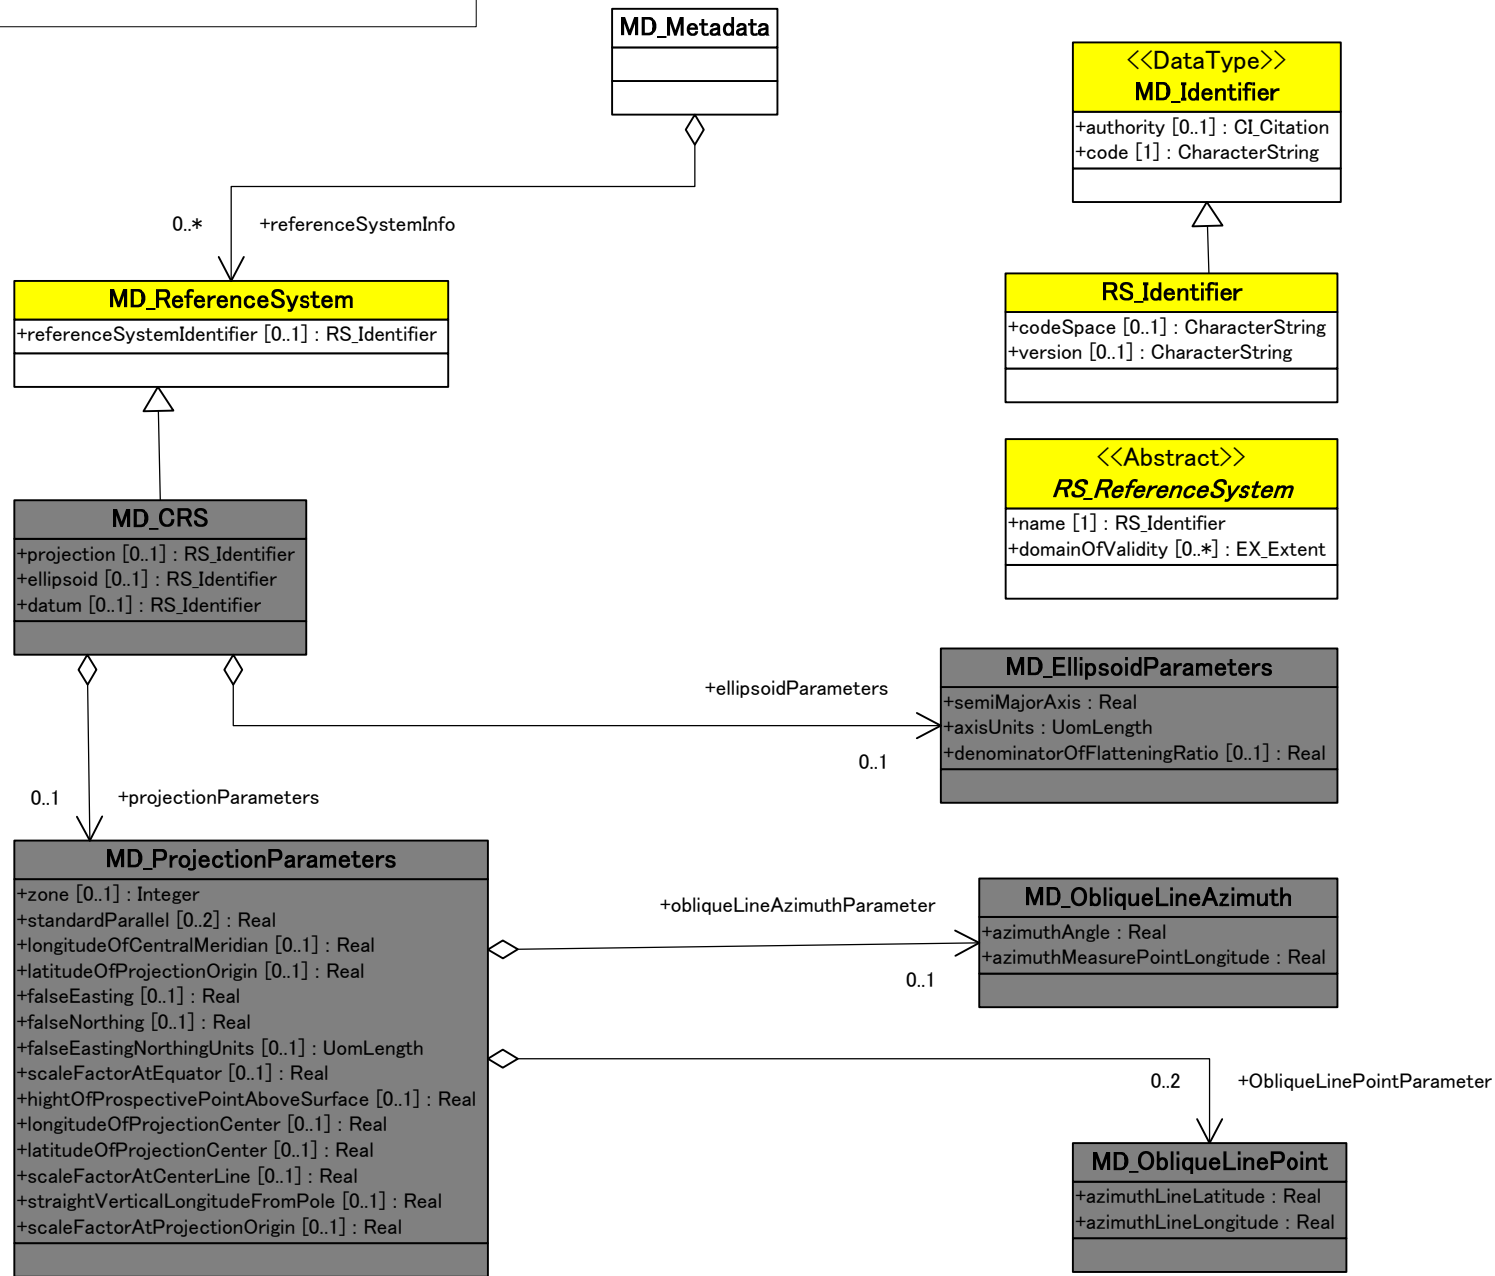 MD_Metadata
<<DataType>>
MD_Identifier
+authority [0..1] : CI_Citation
+code [1] : CharacterString
0..*
+referenceSystemInfo
MD_ReferenceSystem
+referenceSystemIdentifier [0..1] : RS_Identifier
RS_Identifier
+codeSpace [0..1] : CharacterString
+version [0..1] : CharacterString
<<Abstract>>
RS_ReferenceSystem
+name [1] : RS_Identifier
+domainOfValidity [0..*] : EX_Extent
MD_CRS
+projection [0..1] : RS_Identifier
+ellipsoid [0..1] : RS_Identifier
+datum [0..1] : RS_Identifier
+ellipsoidParameters
0..1
MD_EllipsoidParameters
+semiMajorAxis : Real
+axisUnits : UomLength
+denominatorOfFlatteningRatio [0..1] : Real
0..1
+projectionParameters
MD_ProjectionParameters
+zone [0..1] : Integer
+standardParallel [0..2] : Real
+longitudeOfCentralMeridian [0..1] : Real
+latitudeOfProjectionOrigin [0..1] : Real
+falseEasting [0..1] : Real
+falseNorthing [0..1] : Real
+falseEastingNorthingUnits [0..1] : UomLength
+scaleFactorAtEquator [0..1] : Real
+hightOfProspectivePointAboveSurface [0..1] : Real
+longitudeOfProjectionCenter [0..1] : Real
+latitudeOfProjectionCenter [0..1] : Real
+scaleFactorAtCenterLine [0..1] : Real
+straightVerticalLongitudeFromPole [0..1] : Real
+scaleFactorAtProjectionOrigin [0..1] : Real
+obliqueLineAzimuthParameter
0..1
MD_ObliqueLineAzimuth
+azimuthAngle : Real
+azimuthMeasurePointLongitude : Real
0..2
+ObliqueLinePointParameter
MD_ObliqueLinePoint
+azimuthLineLatitude : Real
+azimuthLineLongitude : Real